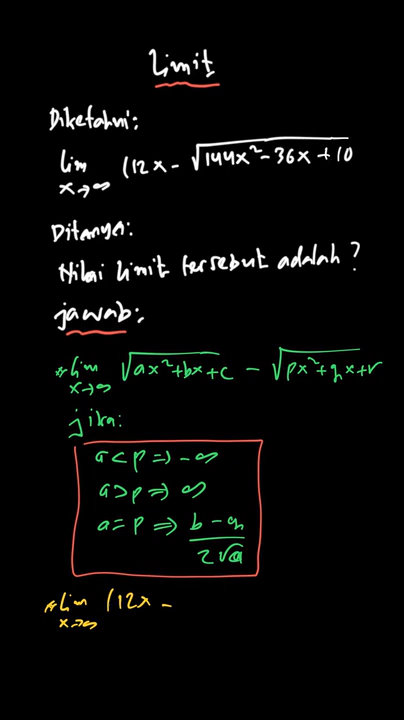 Limit
Diketahui:
lim x→∞ (12x - √144x²-36x+10
Ditanya:
Nilai limit tersebut adalah?
jawab:
*lim x→∞ √ax²+bx+c - √px²+qx+r
jika:
a<p => -∞
a>p => ∞
a=p => b-q / 2√a
*lim x→∞ (12x -